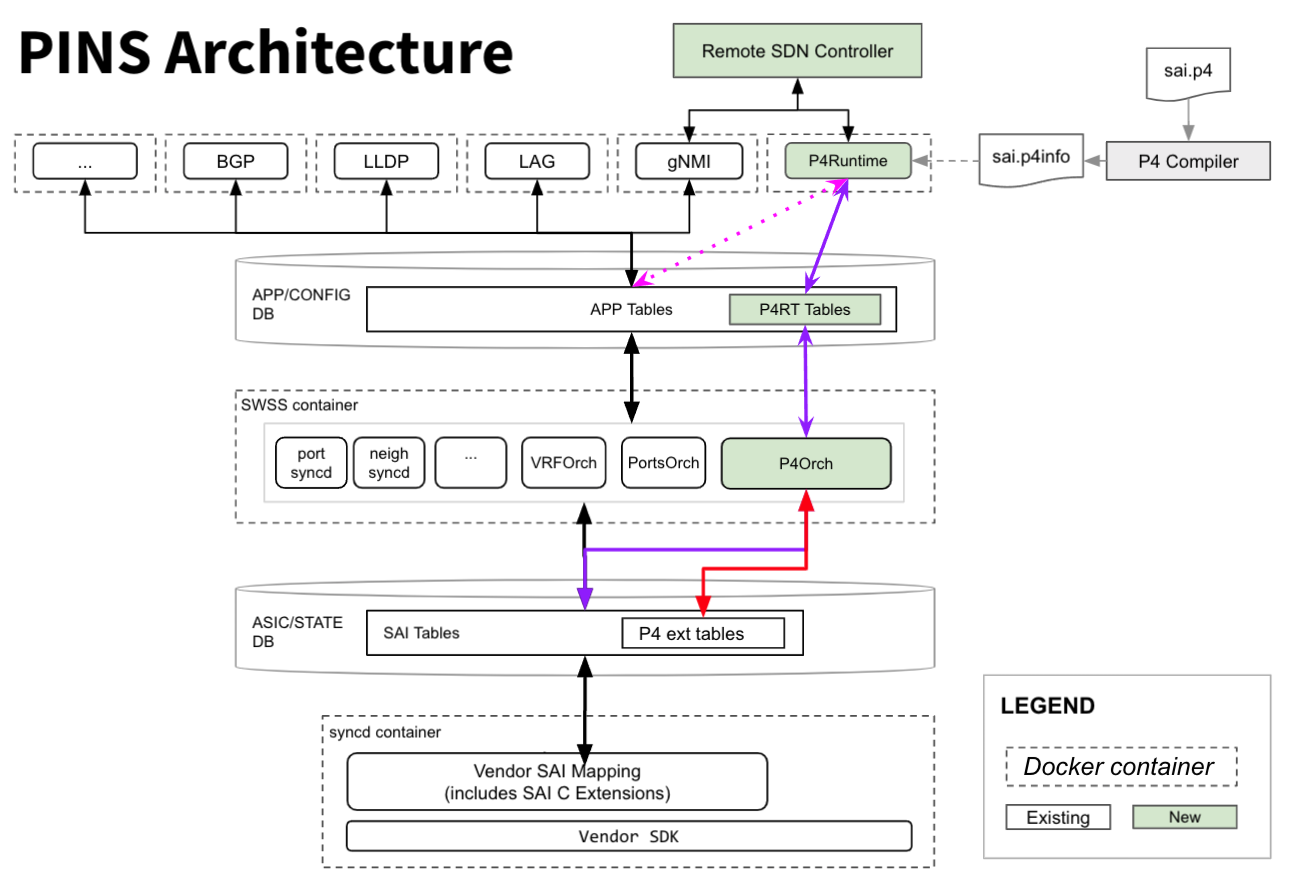 PINS Architecture
Remote SDN Controller
sai.p4
...
BGP
LLDP
LAG
gNMI
P4Runtime
sai.p4info
P4 Compiler
APP/CONFIG
DB
APP Tables
P4RT Tables
SWSS container
port
syncd
neigh
syncd
...
VRFOrch
PortsOrch
P4Orch
ASIC/STATE
DB
SAI Tables
P4 ext tables
syncd container
Vendor SAI Mapping
(includes SAI C Extensions)
Vendor SDK
LEGEND
Docker container
Existing
New